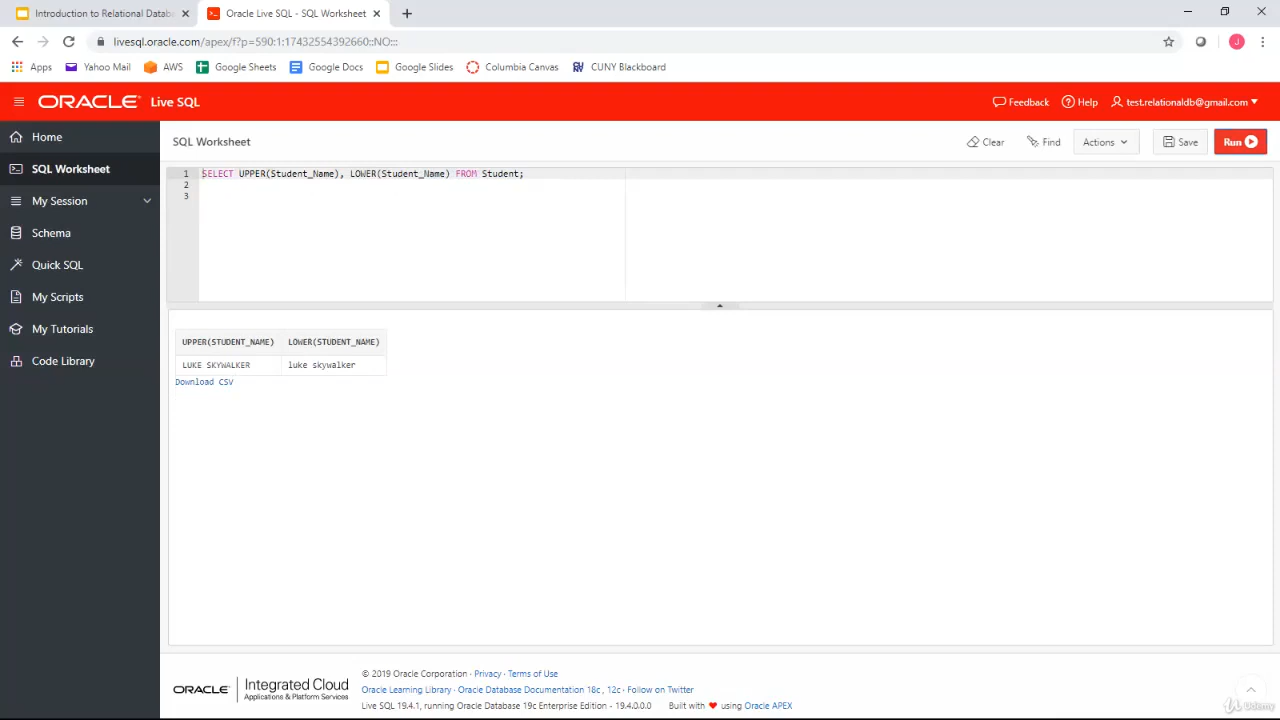 Introduction to Relational Datab
Oracle Live SQL - SQL Worksheet
livesql.oracle.com/apex/f?p=590:1:17432554392660::NO:::
J
Apps
Yahoo Mail
AWS
Google Sheets
Google Docs
Google Slides
Columbia Canvas
CUNY Blackboard
ORACLE Live SQL
Feedback
Help
test.relationaldb@gmail.com
Home
SQL Worksheet
My Session
Schema
Quick SQL
My Scripts
My Tutorials
Code Library
SQL Worksheet
Clear
Find
Actions
Save
Run
1 SELECT UPPER(Student_Name), LOWER(Student_Name) FROM Student;
2
3
UPPER(STUDENT_NAME) LOWER(STUDENT_NAME)
LUKE SKYWALKER luke skywalker
Download CSV
ORACLE Integrated Cloud
Applications & Platform Services
© 2019 Oracle Corporation · Privacy · Terms of Use
Oracle Learning Library · Oracle Database Documentation 18c , 12c · Follow on Twitter
Live SQL 19.4.1, running Oracle Database 19c Enterprise Edition - 19.4.0.0.0 Built with ❤ using Oracle APEX
Udemy